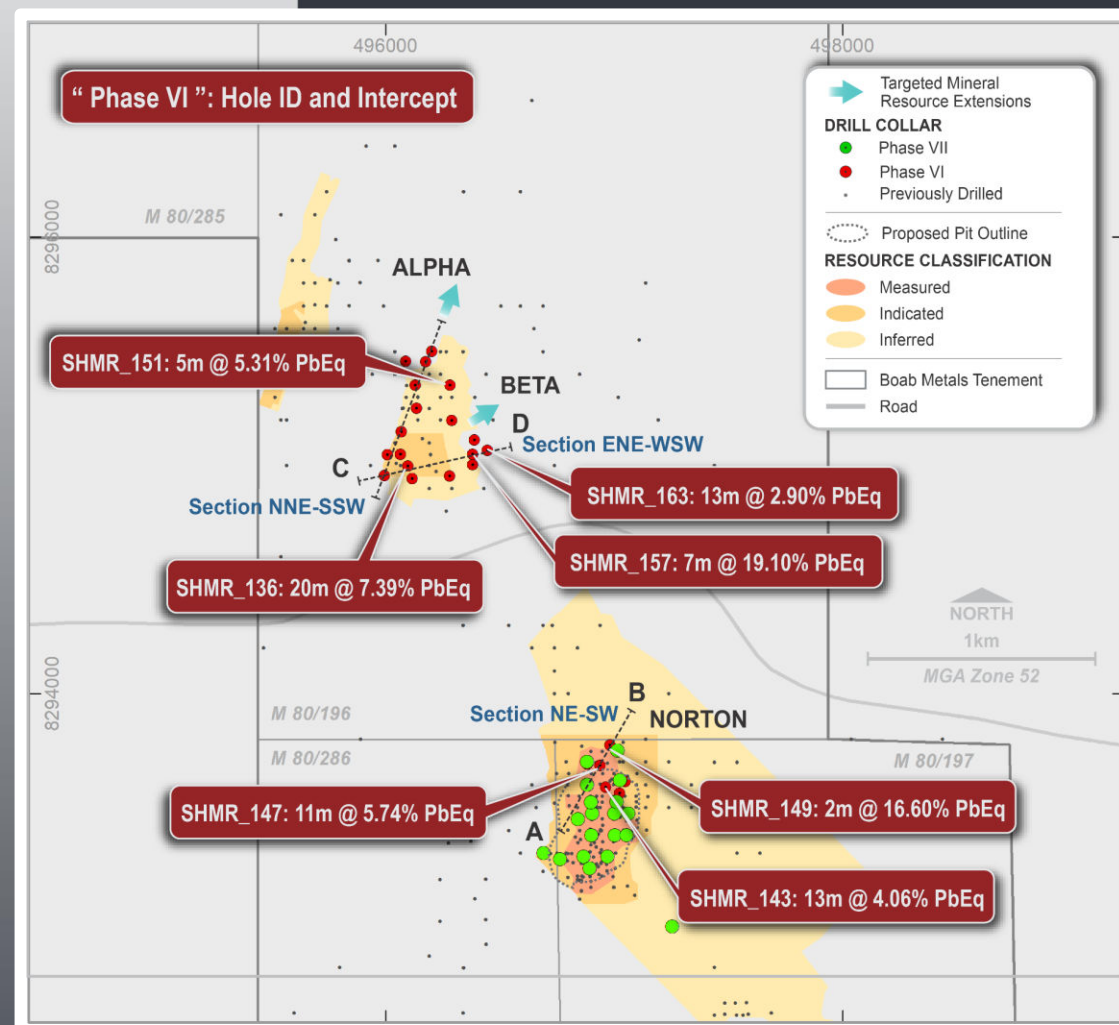 496000
498000
“ Phase VI ”: Hole ID and Intercept
Targeted Mineral
Resource Extensions
DRILL COLLAR
Phase VII
Phase VI
Previously Drilled
Proposed Pit Outline
RESOURCE CLASSIFICATION
Measured
Indicated
Inferred
Boab Metals Tenement
Road
M 80/285
8296000
ALPHA
SHMR_151: 5m @ 5.31% PbEq
BETA
D
Section ENE-WSW
C
Section NNE-SSW
SHMR_163: 13m @ 2.90% PbEq
SHMR_157: 7m @ 19.10% PbEq
SHMR_136: 20m @ 7.39% PbEq
NORTH
1km
MGA Zone 52
8294000
B
Section NE-SW
NORTON
M 80/196
M 80/286
M 80/197
SHMR_147: 11m @ 5.74% PbEq
SHMR_149: 2m @ 16.60% PbEq
A
SHMR_143: 13m @ 4.06% PbEq